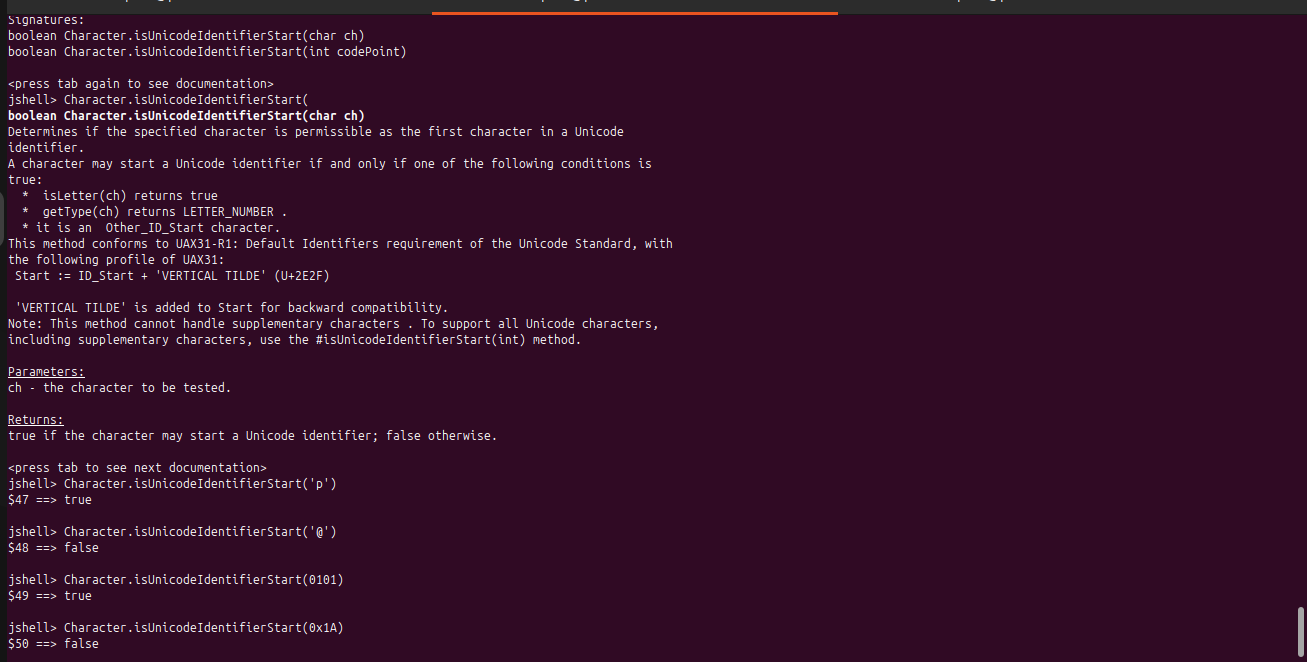 Signatures:
boolean Character.isUnicodeIdentifierStart(char ch)
boolean Character.isUnicodeIdentifierStart(int codePoint)
<press tab again to see documentation>
jshell> Character.isUnicodeIdentifierStart(
boolean Character.isUnicodeIdentifierStart(char ch)
Determines if the specified character is permissible as the first character in a Unicode
identifier.
A character may start a Unicode identifier if and only if one of the following conditions is
true:
  *  isLetter(ch) returns true
  *  getType(ch) returns LETTER_NUMBER .
  * it is an  Other_ID_Start character.
This method conforms to UAX31-R1: Default Identifiers requirement of the Unicode Standard, with
the following profile of UAX31:
 Start := ID_Start + 'VERTICAL TILDE' (U+2E2F)
 'VERTICAL TILDE' is added to Start for backward compatibility.
Note: This method cannot handle supplementary characters . To support all Unicode characters,
including supplementary characters, use the #isUnicodeIdentifierStart(int) method.
Parameters:
ch - the character to be tested.
Returns:
true if the character may start a Unicode identifier; false otherwise.
<press tab to see next documentation>
jshell> Character.isUnicodeIdentifierStart('p')
$47 ==> true
jshell> Character.isUnicodeIdentifierStart('@')
$48 ==> false
jshell> Character.isUnicodeIdentifierStart(0101)
$49 ==> true
jshell> Character.isUnicodeIdentifierStart(0x1A)
$50 ==> false